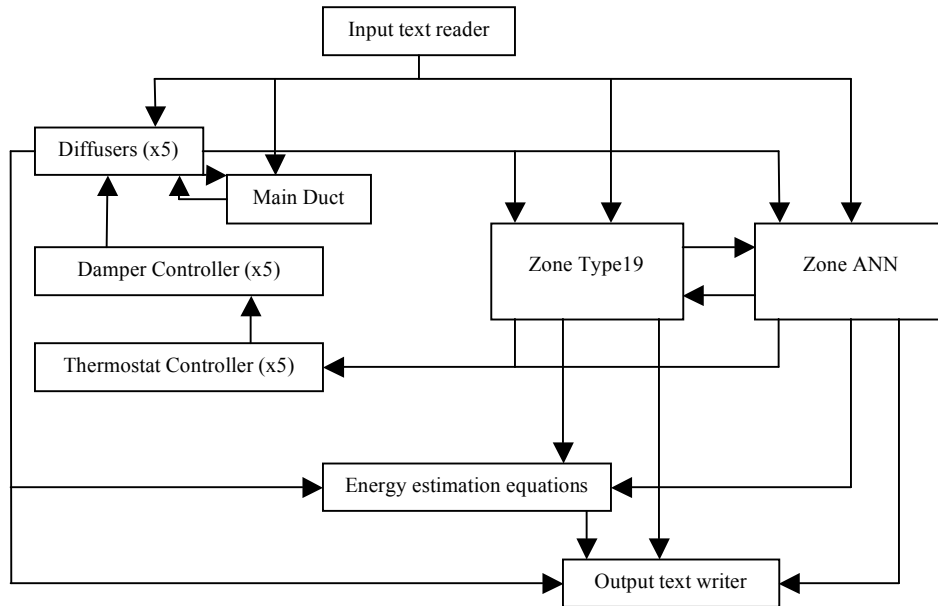 Input text reader
Diffusers (x5)
Main Duct
Damper Controller (x5)
Zone Type19
Zone ANN
Thermostat Controller (x5)
Energy estimation equations
Output text writer